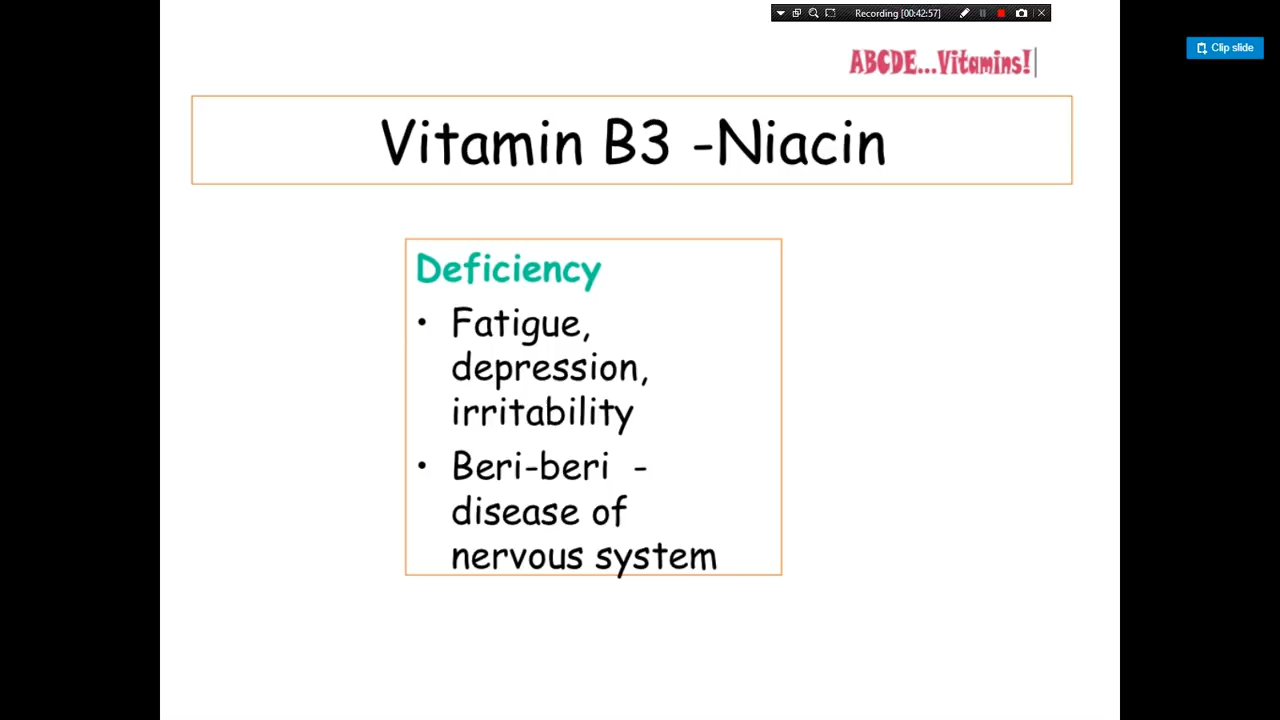 Recording [00:42:57]
Clip slide
ABCDE...Vitamins!
Vitamin B3 -Niacin
Deficiency
• Fatigue,
depression,
irritability
• Beri-beri -
disease of
nervous system